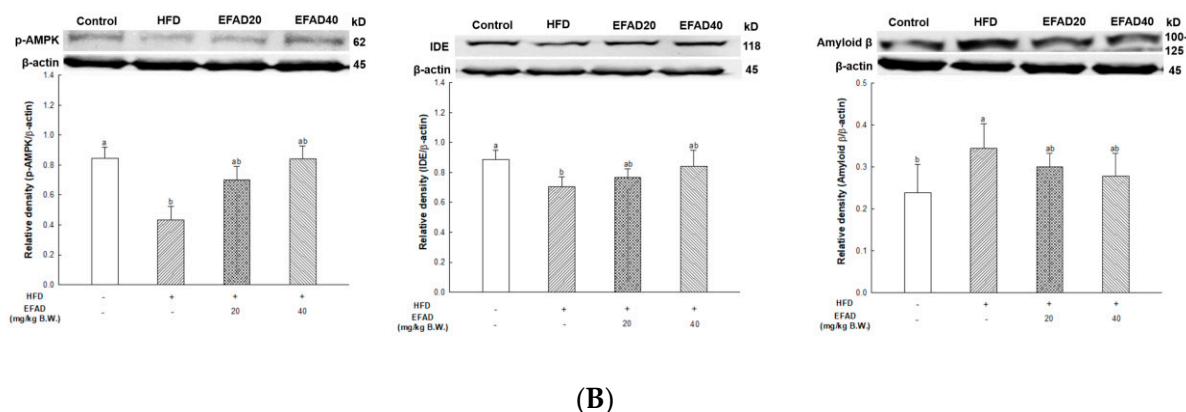 Control HFD EFAD20 EFAD40 kD
p-AMPK 62
β-actin 45
1.4
1.2
1.0
0.8
0.6
0.4
0.2
0.0
Relative density (p-AMPK/β-actin)
a
b
ab
ab
HFD - + + +
EFAD - - 20 40
(mg/kg B.W.)
Control HFD EFAD20 EFAD40 kD
IDE 118
β-actin 45
1.4
1.2
1.0
0.8
0.6
0.4
0.2
0.0
Relative density (IDE/β-actin)
a
b
ab
ab
HFD - + + +
EFAD - - 20 40
(mg/kg B.W.)
Control HFD EFAD20 EFAD40 kD
Amyloid β 100-
125
β-actin 45
0.5
0.4
0.3
0.2
0.1
0.0
Relative density (Amyloid β/β-actin)
b
a
ab
ab
HFD - + + +
EFAD - - 20 40
(mg/kg B.W.)
(B)